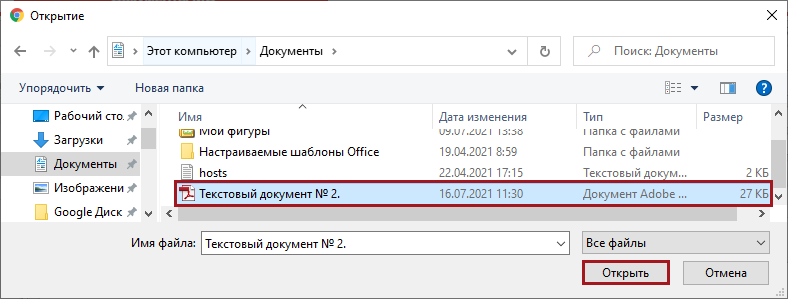 Открытие
Этот компьютер > Документы >
Поиск: Документы
Упорядочить
Новая папка
Имя
Дата изменения
Тип
Размер
Рабочий сто.
Загрузки
Документы
Изображени
Google Диск
Мои фигуры 09.07.2021 13:38 Папка с файлами
Настраиваемые шаблоны Office 19.04.2021 8:59 Папка с файлами
hosts 22.04.2021 17:15 Текстовый докум... 2 КБ
Текстовый документ № 2. 16.07.2021 11:30 Документ Adobe ... 27 КБ
Имя файла: Текстовый документ № 2.
Все файлы
Открыть
Отмена